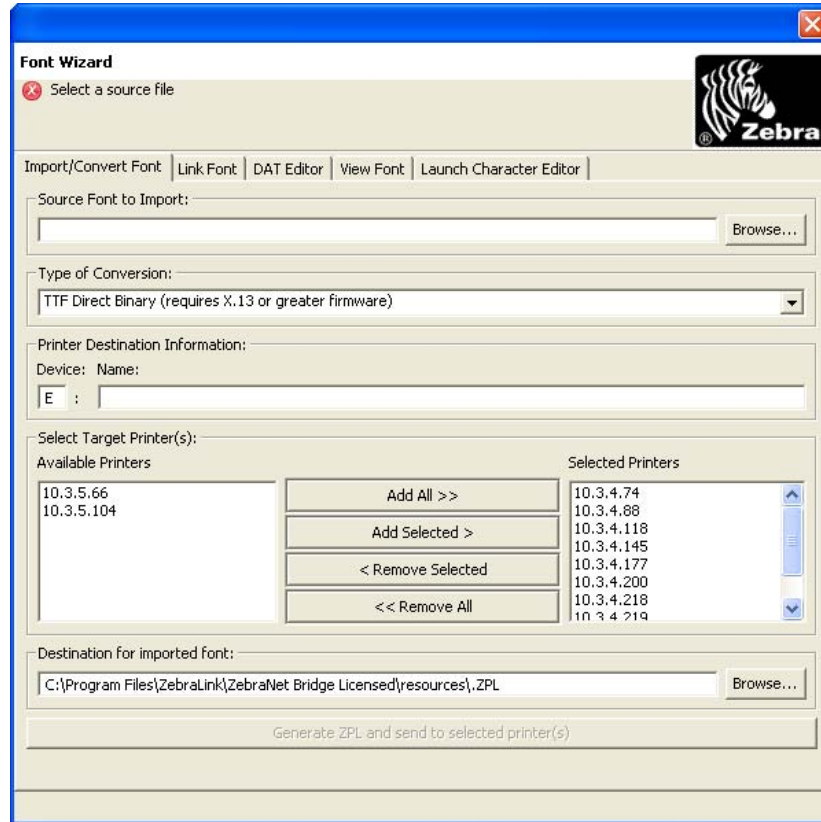 Font Wizard
Select a source file
Zebra
Import/Convert Font Link Font DAT Editor View Font Launch Character Editor
Source Font to Import:
Browse...
Type of Conversion:
TTF Direct Binary (requires X.13 or greater firmware)
Printer Destination Information:
Device: Name:
E :
Select Target Printer(s):
Available Printers
10.3.5.66
10.3.5.104
Add All >>
Add Selected >
< Remove Selected
<< Remove All
Selected Printers
10.3.4.74
10.3.4.88
10.3.4.118
10.3.4.145
10.3.4.177
10.3.4.200
10.3.4.218
10.3.4.219
Destination for imported font:
C:\Program Files\ZebraLink\ZebraNet Bridge Licensed\resources\.ZPL
Browse...
Generate ZPL and send to selected printer(s)